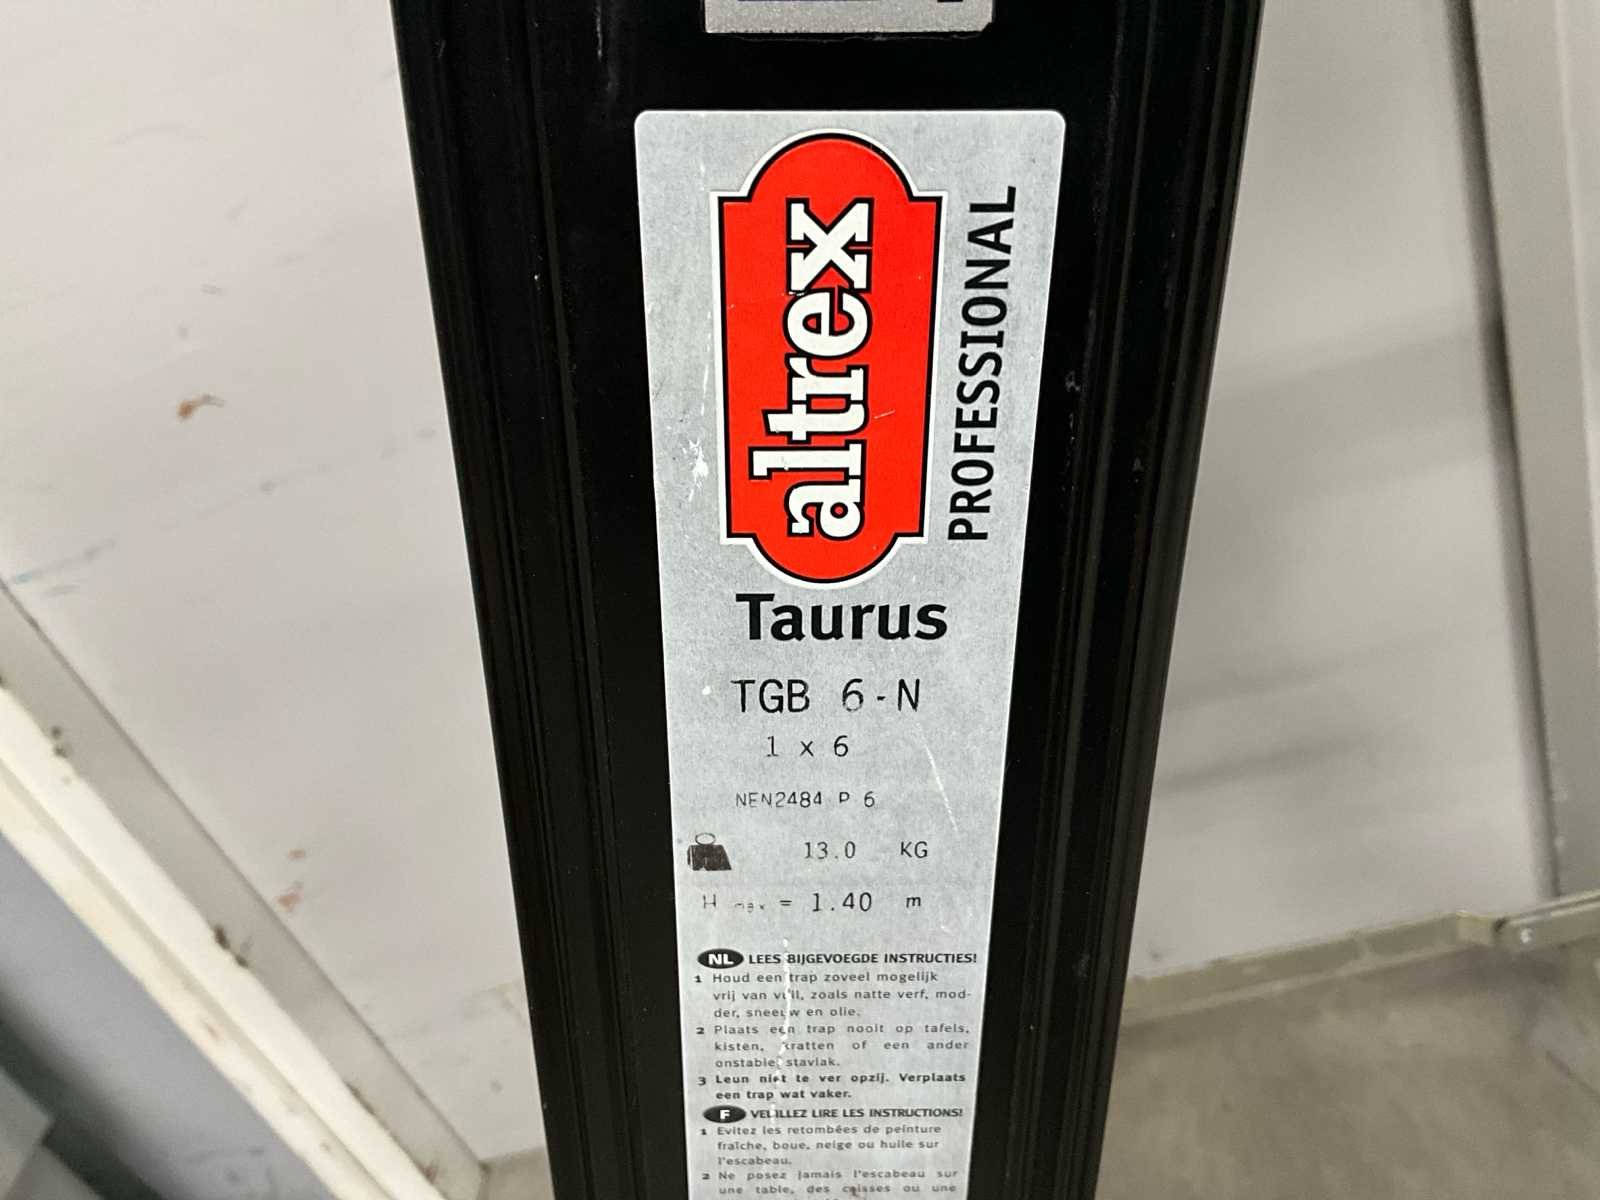 altrex
PROFESSIONAL
Taurus
TGB 6-N
1 x 6
NEN2484 P 6
13.0 KG
H max = 1.40 m
NL LEES BIJGEVOEGDE INSTRUCTIES!
1 Houd een trap zoveel mogelijk
vrij van vuil, zoals natte verf, mod-
der, sneeuw en olie.
2 Plaats een trap nooit op tafels,
kisten, kratten of een ander
onstabiel stavlak.
3 Leun niet te ver opzij. Verplaats
een trap wat vaker.
F VEUILLEZ LIRE LES INSTRUCTIONS!
1 Evitez les retombées de peinture
fraîche, boue, neige ou huile sur
l'escabeau.
2 Ne posez jamais l'escabeau sur
une table, des caisses ou une